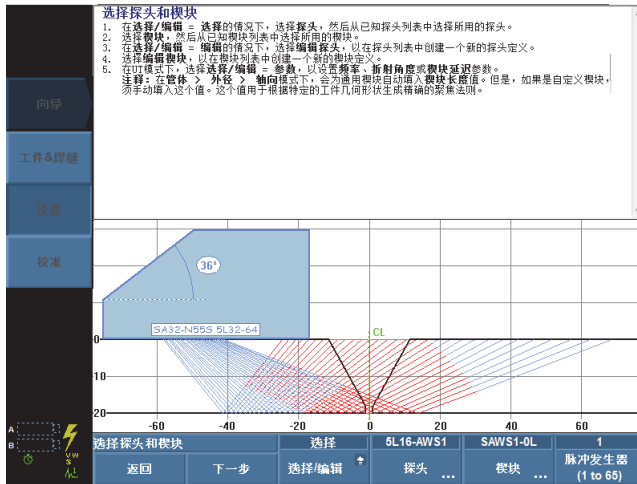 选择探头和楔块
1. 在选择/编辑 = 选择的情况下，选择探头，然后从已知探头列表中选择所用的探头。
2. 选择楔块，然后从已知楔块列表中选择所用的楔块。
3. 在选择/编辑 = 编辑的情况下，选择编辑探头，以在探头列表中创建一个新的探头定义。
4. 选择编辑楔块，以在楔块列表中创建一个新的楔块定义。
5. 在UT模式下，选择选择/编辑 = 参数，以设置频率、折射角度或楔块延迟参数。
注释：在管体 > 外径 > 轴向模式下，会为通用楔块自动填入楔块长度值。但是，如果是自定义楔块，
须手动填入这个值。这个值用于根据特定的工件几何形状生成精确的聚焦法则。
向导
工件&焊缝
设置
校准
36º
SA32-N55S 5L32-64
CL
0
10
20
-60 -40 -20 0 20 40 60
A
B
VW
S
选择探头和楔块 选择 5L16-AWS1 SAWS1-0L 1
返回 下一步 选择/编辑 探头 ... 楔块 ... 脉冲发生器
(1 to 65)